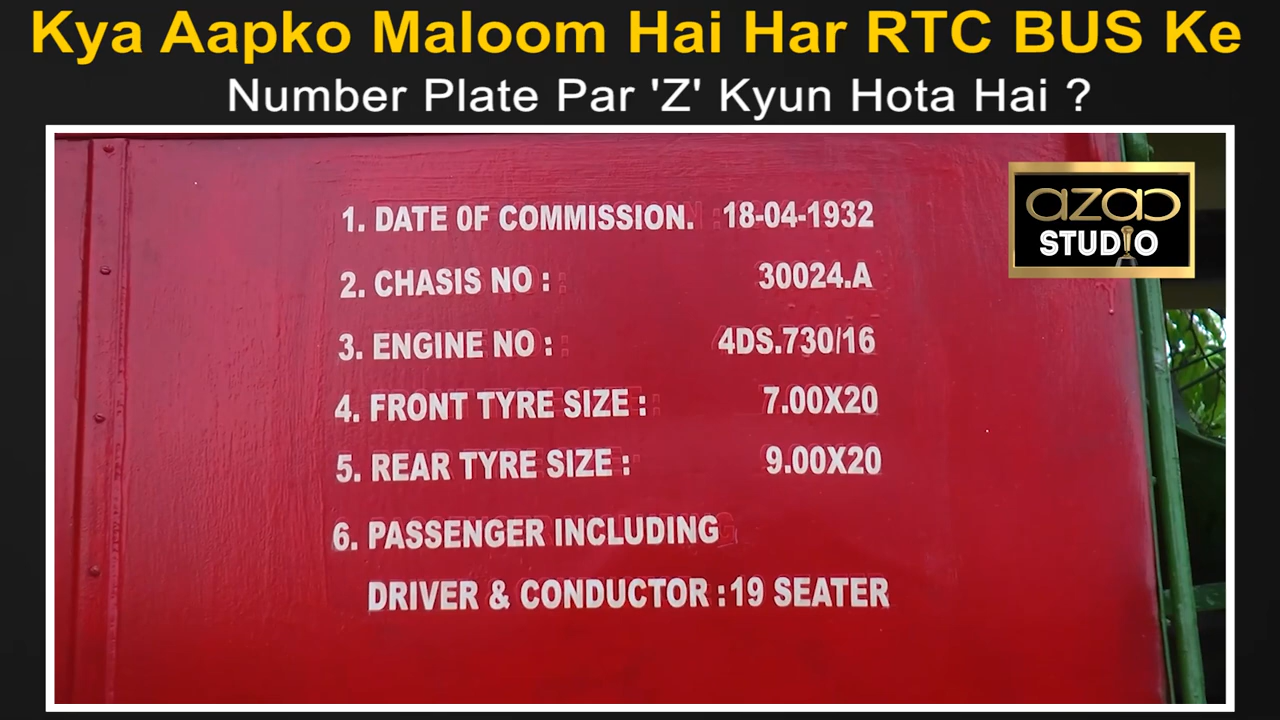 Kya Aapko Maloom Hai Har RTC BUS Ke
Number Plate Par 'Z' Kyun Hota Hai ?
azad
STUDIO
1. DATE OF COMMISSION. : 18-04-1932
2. CHASIS NO : 30024.A
3. ENGINE NO : 4DS.730/16
4. FRONT TYRE SIZE : 7.00X20
5. REAR TYRE SIZE : 9.00X20
6. PASSENGER INCLUDING
DRIVER & CONDUCTOR : 19 SEATER